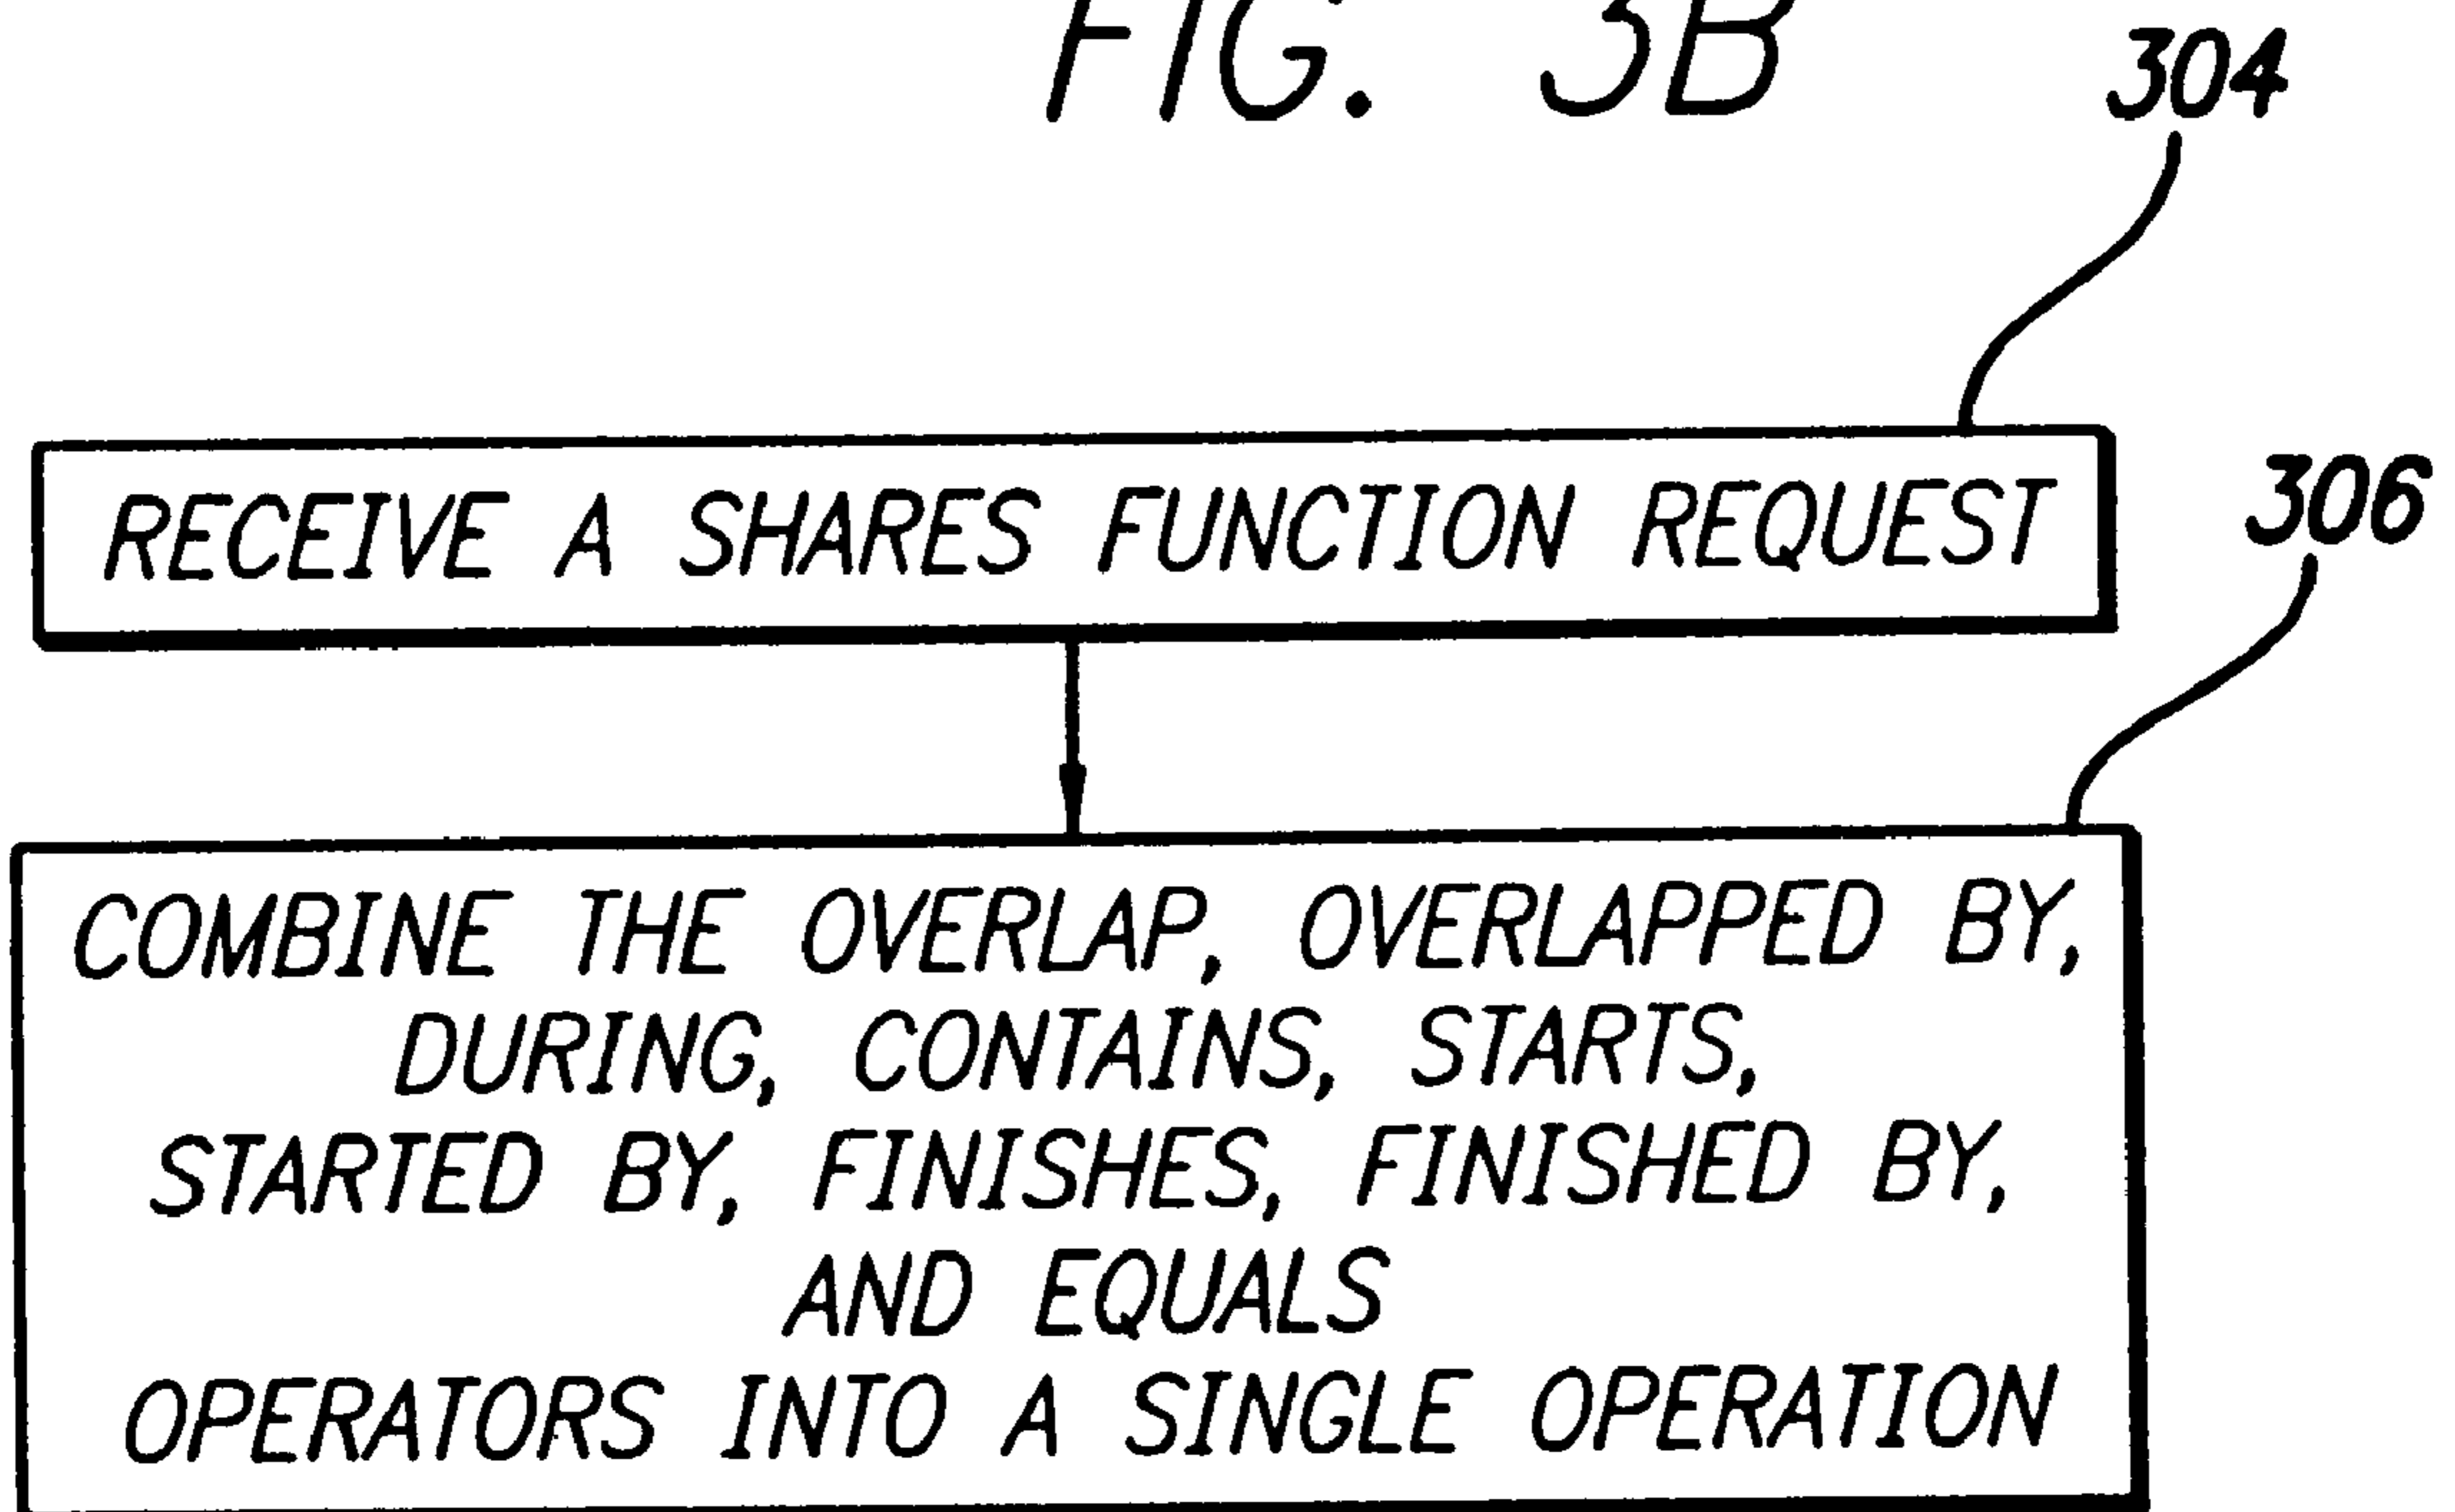 FIG. 3B
304
RECEIVE A SHARES FUNCTION REQUEST
306
COMBINE THE OVERLAP, OVERLAPPED BY,
DURING, CONTAINS, STARTS,
STARTED BY, FINISHES, FINISHED BY,
AND EQUALS
OPERATORS INTO A SINGLE OPERATION